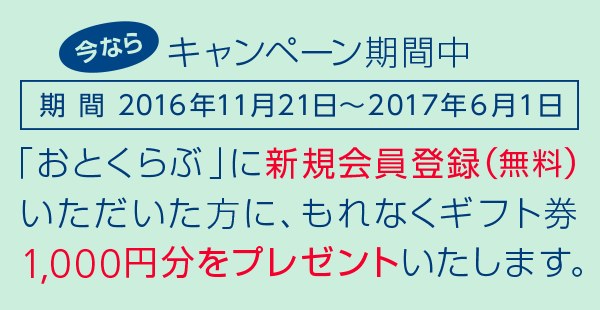 今なら キャンペーン期間中
期間 2016年11月21日～2017年6月1日
「おとくらぶ」に新規会員登録（無料）
いただいた方に、もれなくギフト券
1,000円分をプレゼントいたします。